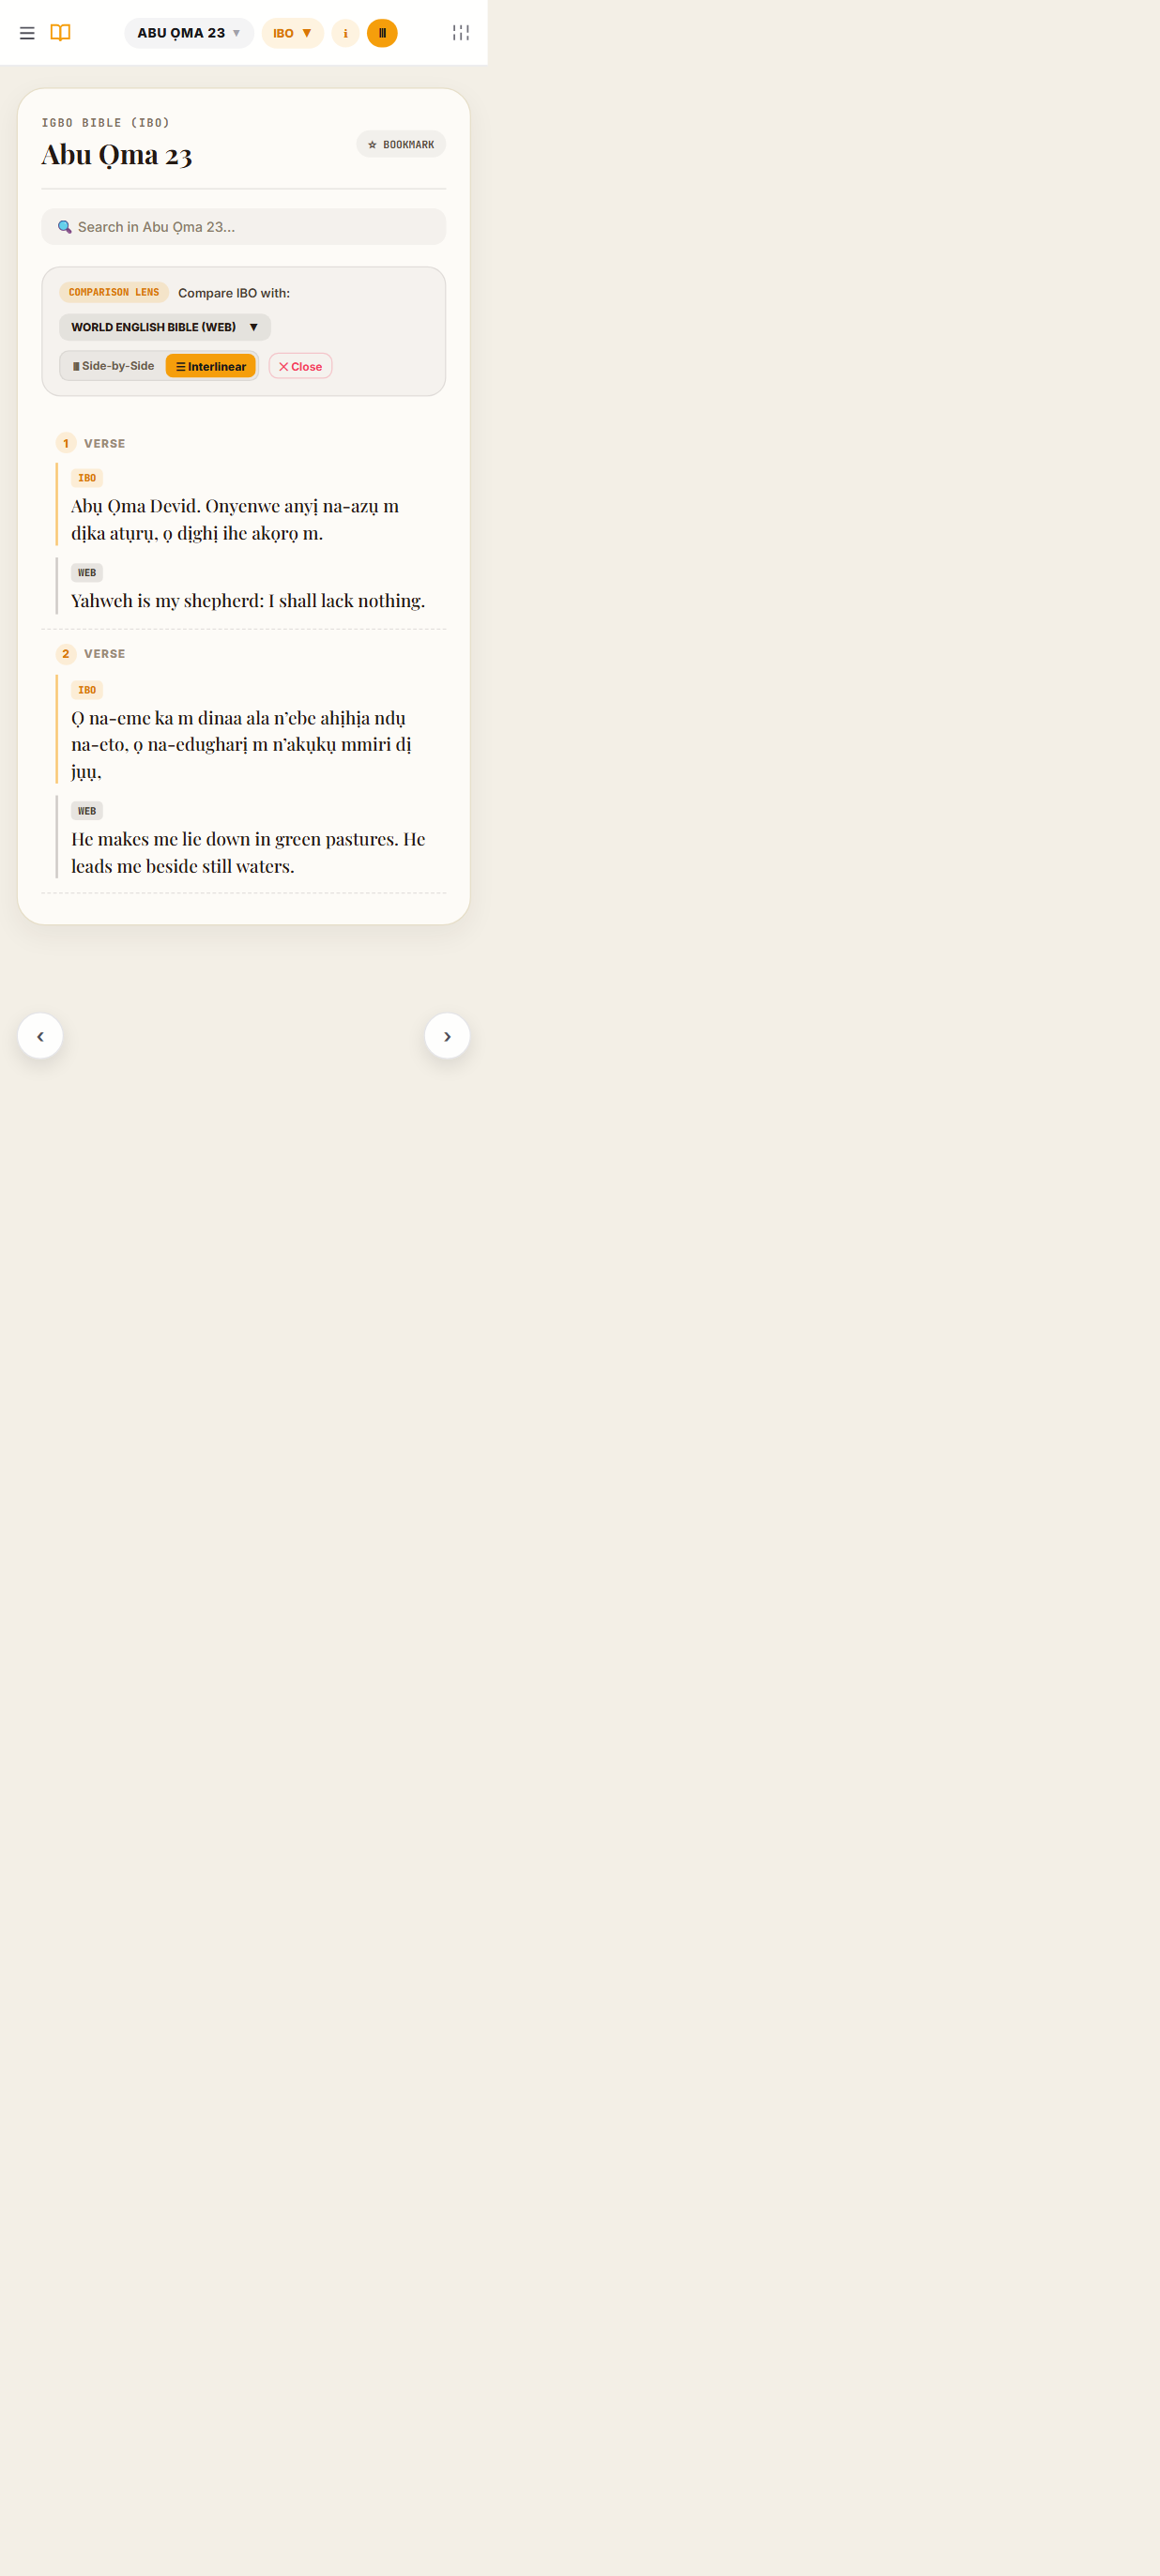 ABU ỌMA 23 ▼ IBO ▼ i
IGBO BIBLE (IBO)
Abu Ọma 23
☆ BOOKMARK
Search in Abu Ọma 23...
COMPARISON LENS Compare IBO with:
WORLD ENGLISH BIBLE (WEB) ▼
Side-by-Side ☰ Interlinear ✕ Close
1 VERSE
IBO
Abụ Ọma Devid. Onyenwe anyị na-azụ m
dịka atụrụ, ọ dịghị ihe akọrọ m.
WEB
Yahweh is my shepherd: I shall lack nothing.
2 VERSE
IBO
Ọ na-eme ka m dinaa ala n’ebe ahịhịa ndụ
na-eto, ọ na-edugharị m n’akụkụ mmiri dị
jụụ,
WEB
He makes me lie down in green pastures. He
leads me beside still waters.
‹ ›